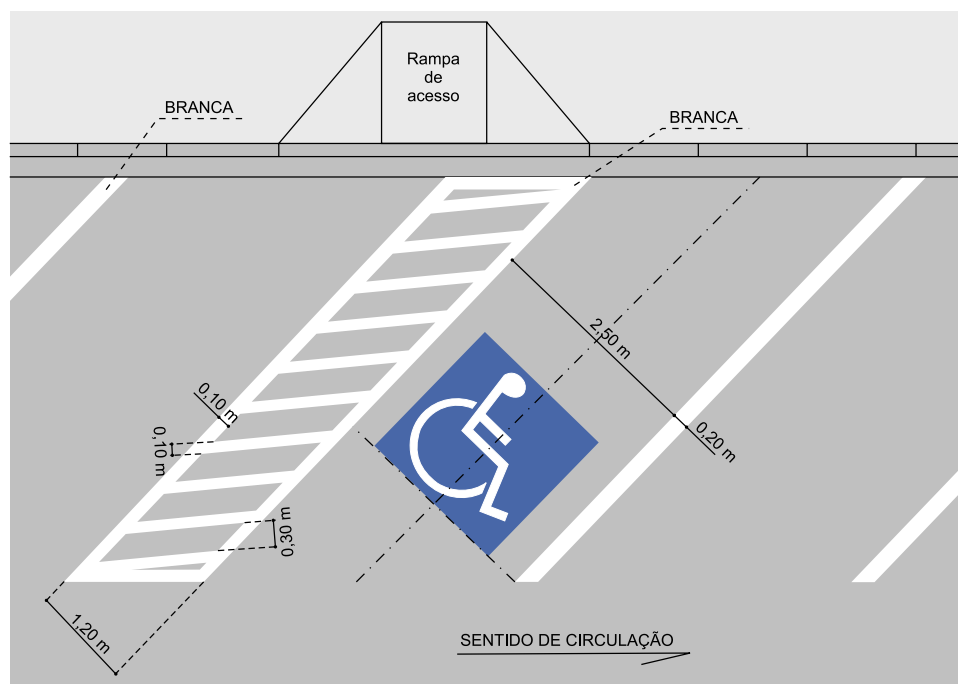 Rampa
de
acesso
BRANCA
BRANCA
2,50 m
0,10 m
0,20 m
0,10 m
0,30 m
1,20 m
SENTIDO DE CIRCULAÇÃO